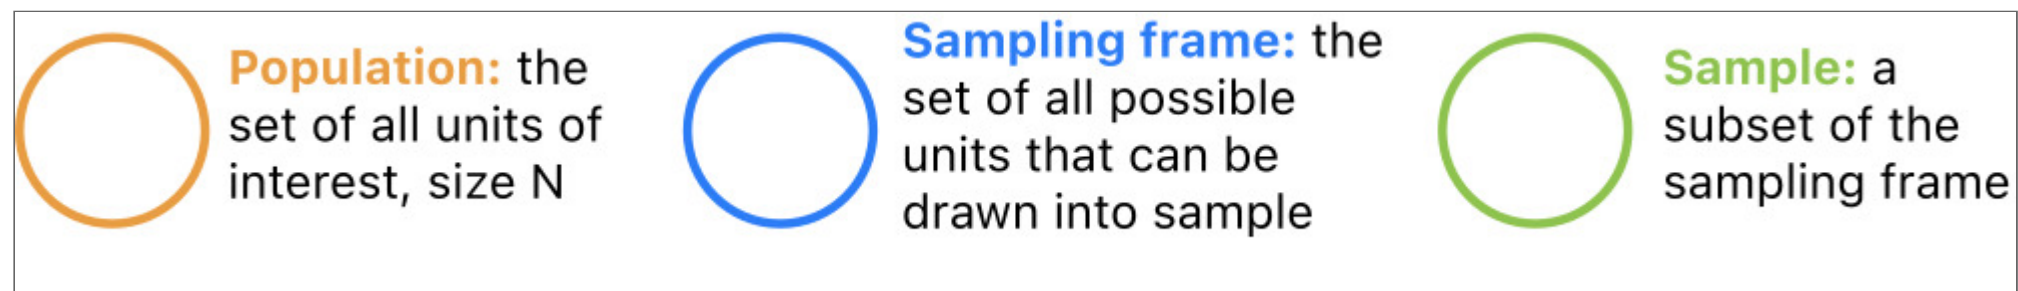 Population: the
set of all units of
interest, size N
Sampling frame: the
set of all possible
units that can be
drawn into sample
Sample: a
subset of the
sampling frame